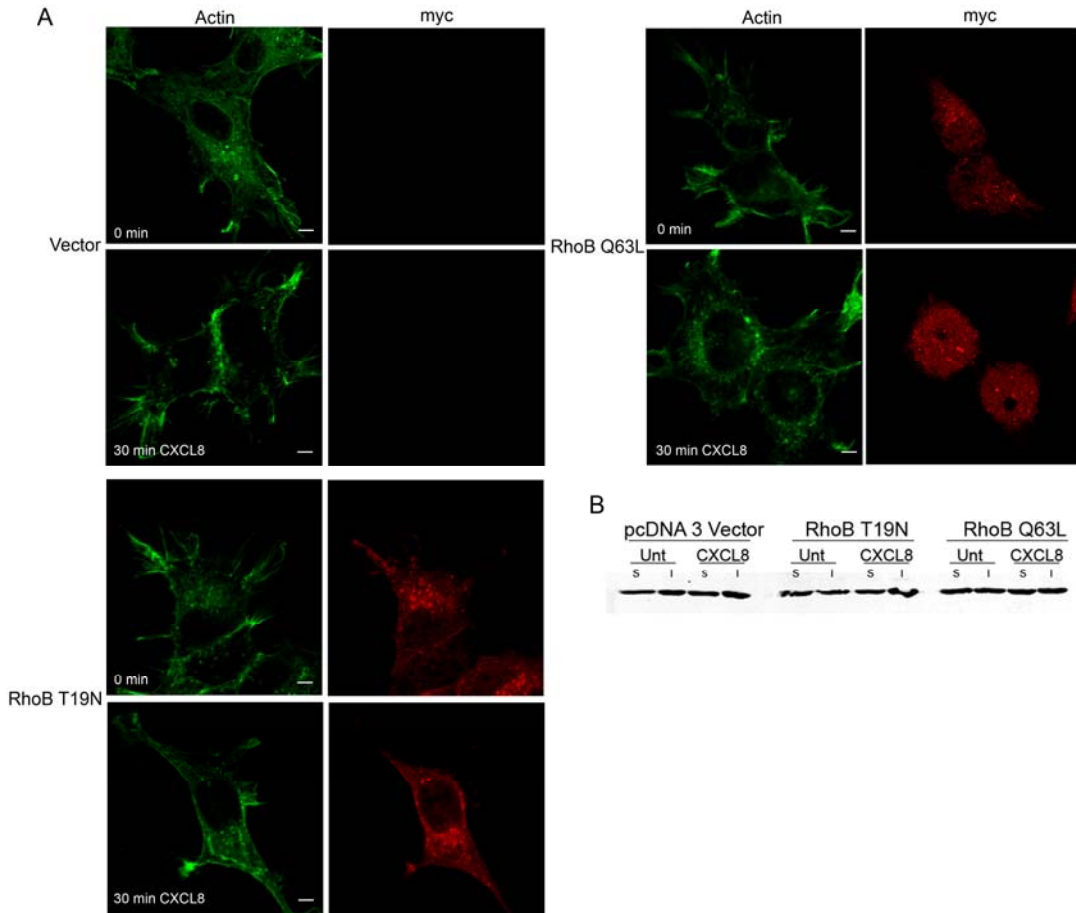 A
Actin
myc
Actin
myc
0 min
0 min
Vector
RhoB Q63L
30 min CXCL8
30 min CXCL8
0 min
RhoB T19N
30 min CXCL8
B
pcDNA 3 Vector
RhoB T19N
RhoB Q63L
Unt
CXCL8
Unt
CXCL8
Unt
CXCL8
S I S I S I S I S I S I